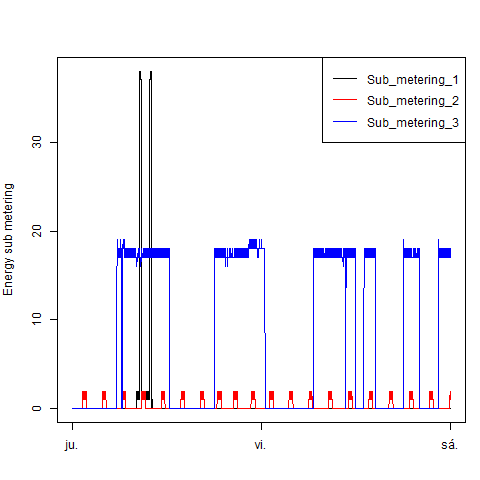 Sub_metering_1
Sub_metering_2
Sub_metering_3
Energy sub metering
30
20
10
0
ju.
vi.
sá.